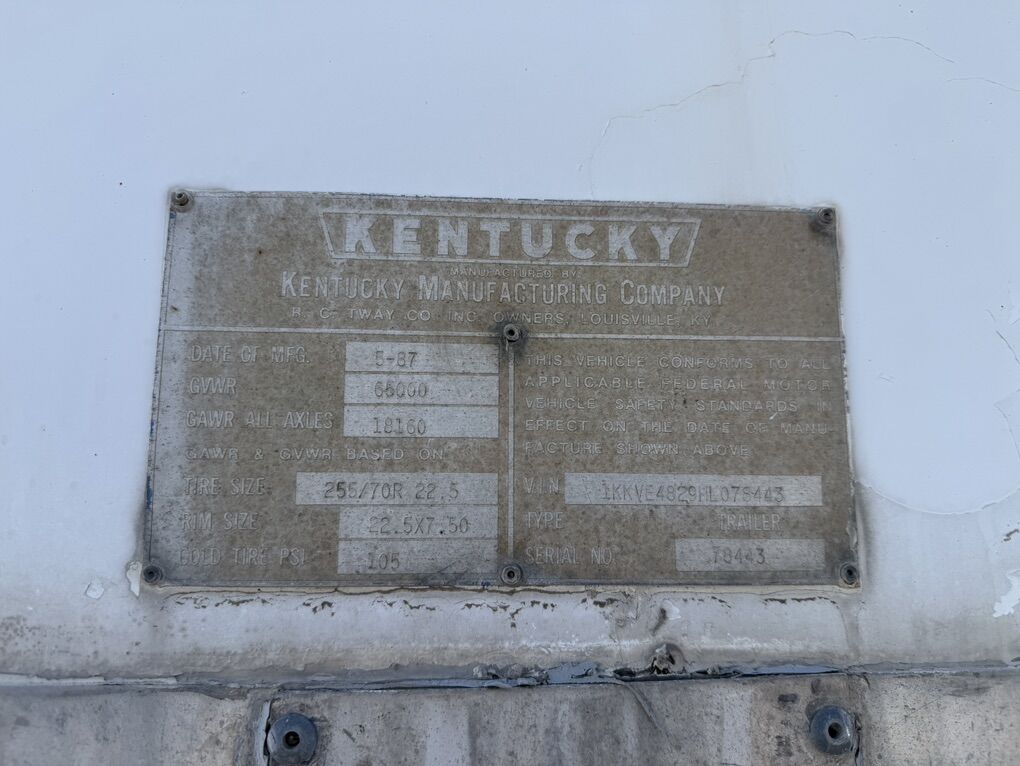 KENTUCKY
MANUFACTURED BY
KENTUCKY MANUFACTURING COMPANY
R. C. TWAY CO. INC. OWNERS, LOUISVILLE, KY.
DATE OF MFG. 5-87
GVWR 65000
GAWR ALL AXLES 18160
GAWR & GVWR BASED ON
TIRE SIZE 255/70R 22.5
RIM SIZE 22.5X7.50
COLD TIRE PSI 105
THIS VEHICLE CONFORMS TO ALL
APPLICABLE FEDERAL MOTOR
VEHICLE SAFETY STANDARDS IN
EFFECT ON THE DATE OF MANU-
FACTURE SHOWN ABOVE
V.I.N.
TYPE TRAILER
SERIAL NO. 78443